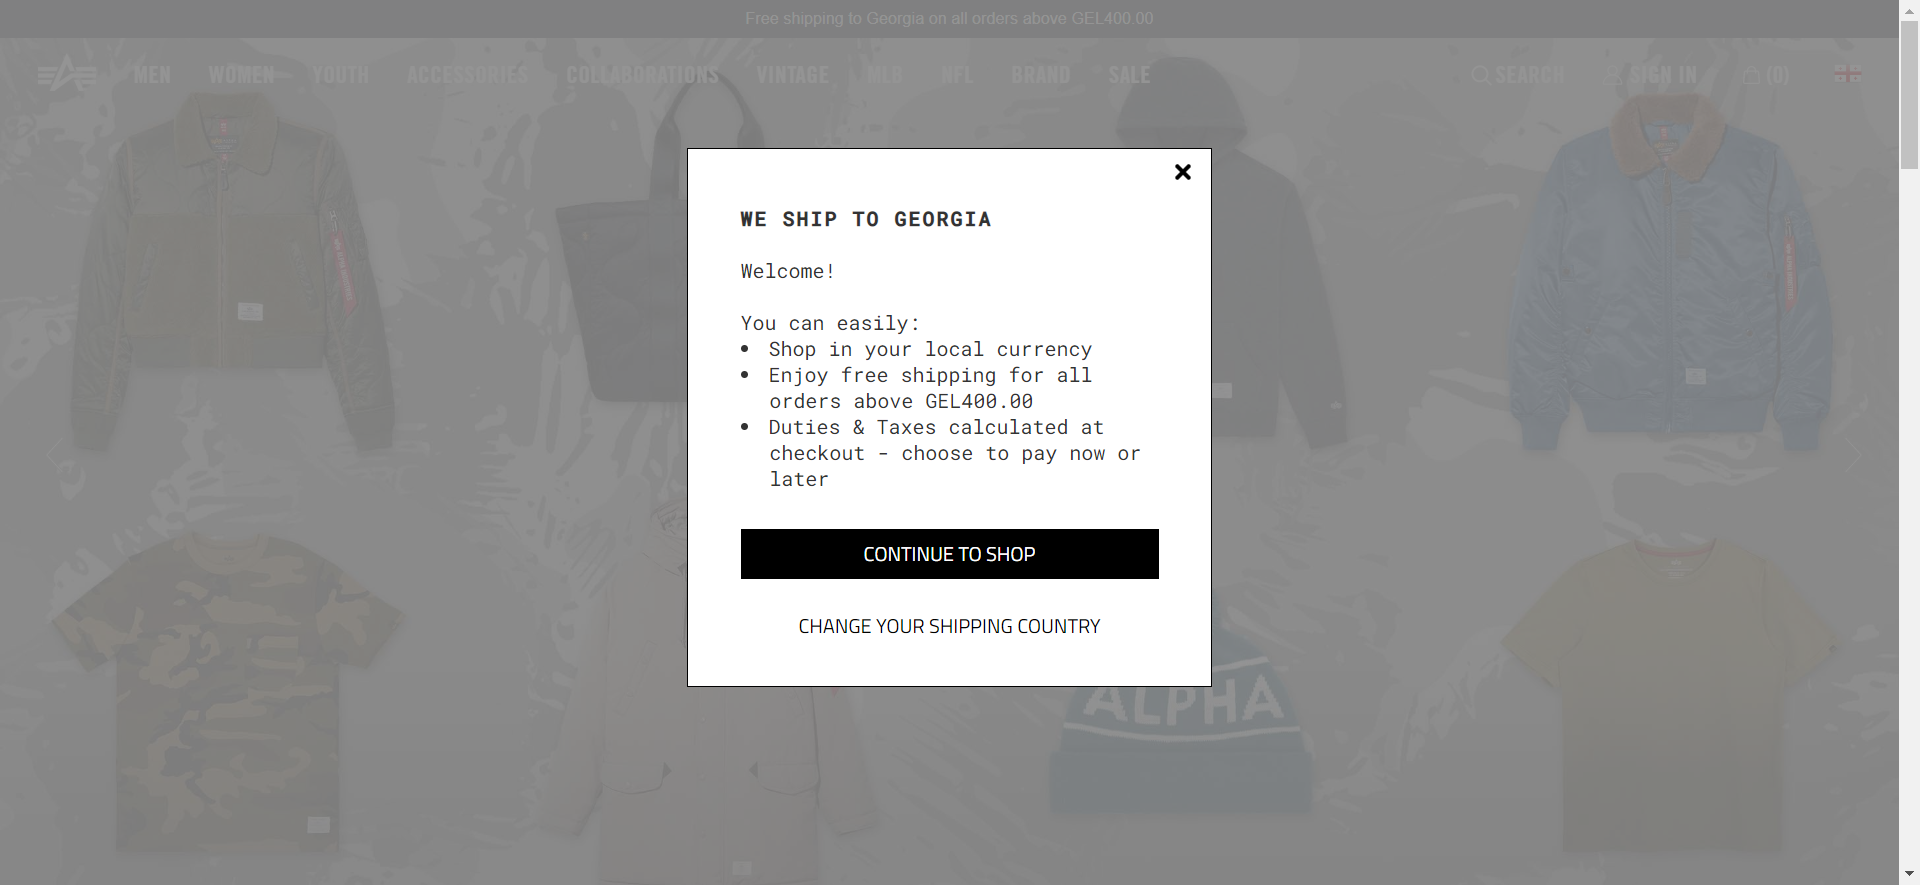 Free shipping to Georgia on all orders above GEL400.00
MEN WOMEN YOUTH ACCESSORIES COLLABORATIONS VINTAGE MLB NFL BRAND SALE SEARCH SIGN IN (0)
WE SHIP TO GEORGIA
Welcome!
You can easily:
• Shop in your local currency
• Enjoy free shipping for all
orders above GEL400.00
• Duties & Taxes calculated at
checkout - choose to pay now or
later
CONTINUE TO SHOP
CHANGE YOUR SHIPPING COUNTRY
ALPHA